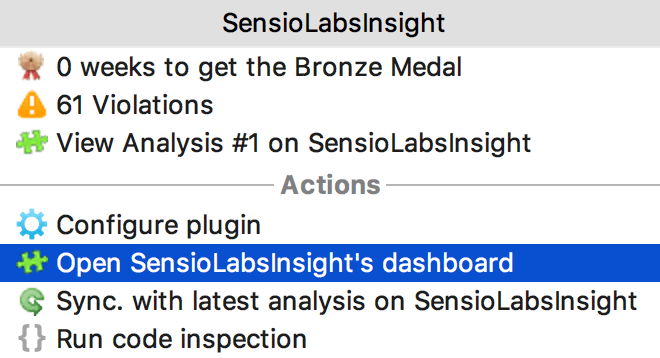 SensioLabsInsight
0 weeks to get the Bronze Medal
61 Violations
View Analysis #1 on SensioLabsInsight
Actions
Configure plugin
Open SensioLabsInsight's dashboard
Sync. with latest analysis on SensioLabsInsight
{} Run code inspection